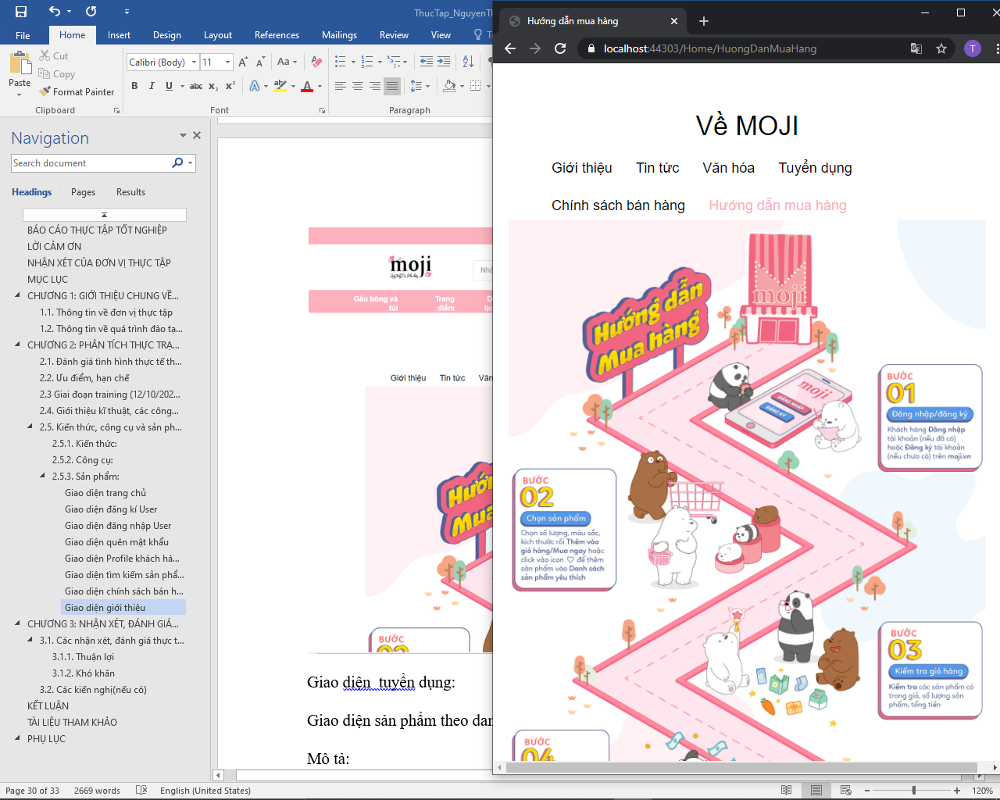 ThucTap_NguyenTh
File
Home
Insert
Design
Layout
References
Mailings
Review
View
Paste
Cut
Copy
Format Painter
Clipboard
Calibri (Body)
11
Aa
B I U abc x₂ x²
A
ab
A
Font
Paragraph
Navigation
Search document
Headings
Pages
Results
BÁO CÁO THỰC TẬP TỐT NGHIỆP
LỜI CẢM ƠN
NHẬN XÉT CỦA ĐƠN VỊ THỰC TẬP
MỤC LỤC
CHƯƠNG 1: GIỚI THIỆU CHUNG VỀ...
1.1. Thông tin về đơn vị thực tập
1.2. Thông tin về quá trình đào tạ...
CHƯƠNG 2: PHÂN TÍCH THỰC TRẠ...
2.1. Đánh giá tình hình thực tế th...
2.2. Ưu điểm, hạn chế
2.3 Giai đoạn training (12/10/202...
2.4. Giới thiệu kĩ thuật, các công...
2.5. Kiến thức, công cụ và sản ph...
2.5.1. Kiến thức:
2.5.2. Công cụ:
2.5.3. Sản phẩm:
Giao diện trang chủ
Giao diện đăng kí User
Giao diện đăng nhập User
Giao diện quên mật khẩu
Giao diện Profile khách hà...
Giao diện tìm kiếm sản phẩ...
Giao diện chính sách bán h...
Giao diện giới thiệu
CHƯƠNG 3: NHẬN XÉT, ĐÁNH GIÁ...
3.1. Các nhận xét, đánh giá thực t...
3.1.1. Thuận lợi
3.1.2. Khó khăn
3.2. Các kiến nghị(nếu có)
KẾT LUẬN
TÀI LIỆU THAM KHẢO
PHỤ LỤC
moji
Nhậ
Gấu bông và túi
Trang điểm
Giới thiệu
Tin tức
Văn
Hướ
Mua
BƯỚC
02
Giao diện tuyển dụng:
Giao diện sản phẩm theo dan
Mô tả:
Page 30 of 33
2669 words
English (United States)
120%
Hướng dẫn mua hàng
localhost:44303/Home/HuongDanMuaHang
T
Về MOJI
Giới thiệu
Tin tức
Văn hóa
Tuyển dụng
Chính sách bán hàng
Hướng dẫn mua hàng
Hướng dẫn
Mua hàng
moji
moji
ĐĂNG NHẬP
ĐĂNG KÝ
BƯỚC
01
Đăng nhập/đăng ký
Khách hàng Đăng nhập
tài khoản (nếu đã có)
hoặc Đăng ký tài khoản
(nếu chưa có) trên moji.vn
BƯỚC
02
Chọn sản phẩm
Chọn số lượng, màu sắc,
kích thước rồi Thêm vào
giỏ hàng/Mua ngay hoặc
click vào icon ♡ để thêm
sản phẩm vào Danh sách
sản phẩm yêu thích
BƯỚC
03
Kiểm tra giỏ hàng
Kiểm tra các sản phẩm có
trong giỏ, số lượng sản
phẩm, tổng tiền
BƯỚC
04